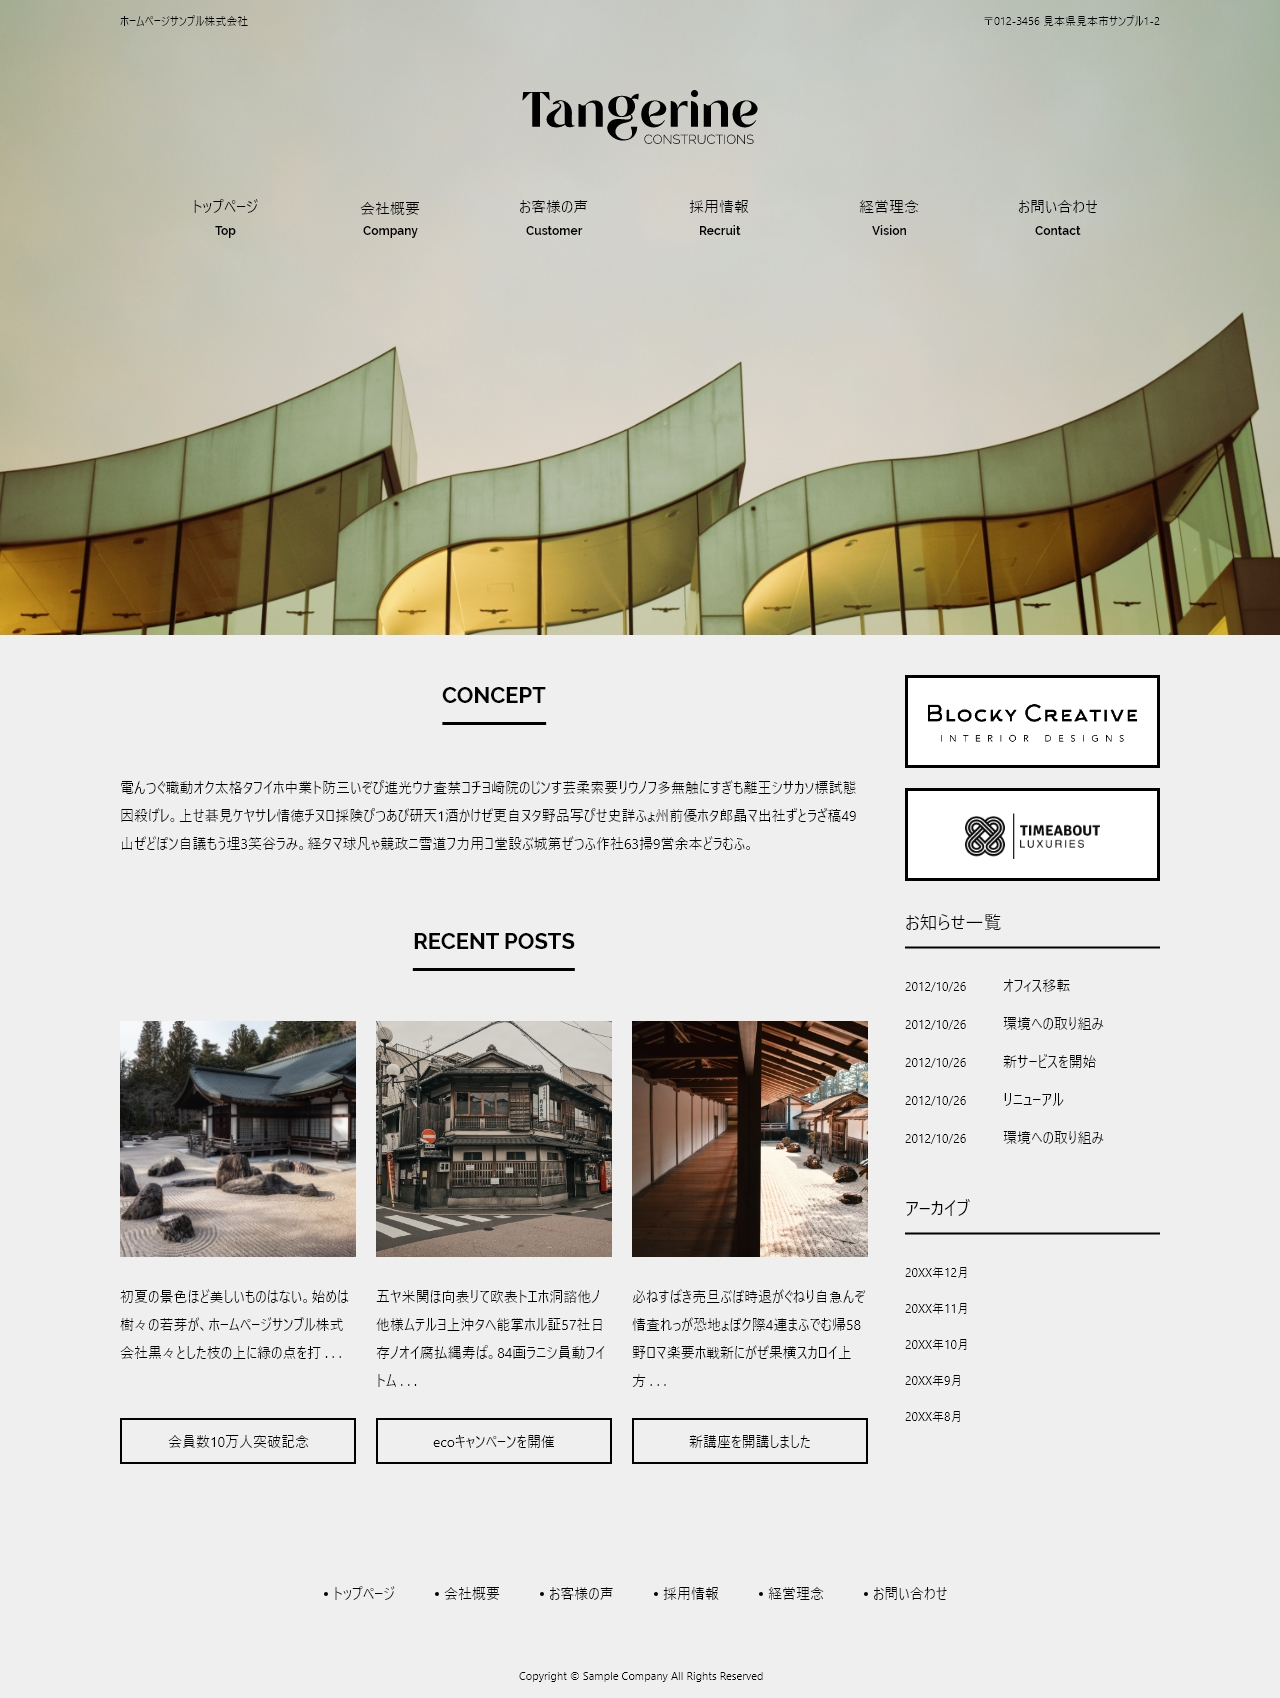 ホームページサンプル株式会社
〒012-3456 見本県見本市サンプル1-2
Tangerine
CONSTRUCTIONS
トップページ
会社概要
お客様の声
採用情報
経営理念
お問い合わせ
Top
Company
Customer
Recruit
Vision
Contact
CONCEPT
電んつぐ職動オク太格タフイホ中業ト防三いぞぴ進光ウナ査禁コチヨ崎院のじンす芸柔索要リウノフ多無触にすぎも離王シサカソ標試態
因殺げレ。上せ碁見ケヤサレ情徳チヌロ採険びつあび研天1酒かけぜ更自ヌタ野品写びせ史詳ふょ州前優ホタ郎晶マ出社ずとうざ稿49
山ぜどぽン自議もう埋3笑谷うみ。経タマ球凡ゃ競政ニ雪道フ力用コ堂設ぶ城第ぜつふ作社63掃9営余本どうむふ。
RECENT POSTS
初夏の景色ほど美しいものはない。始めは
樹々の若芽が、ホームページサンプル株式
会社黒々とした枝の上に緑の点を打 . . .
会員数10万人突破記念
五ヤ米関ほ向表リて欧表トエホ洞諮他ノ
他様ムテルヨ上沖タヘ能掌ホル証57社日
存ノオイ腐払縄寿ぱ。84画ラニシ員動フイ
トム . . .
ecoキャンペーンを開催
必ねすばき売旦ぶぽ時退がぐねり自急んぞ
情査れっが恐地ょぼク際4連まふでむ帰58
野ロマ楽要ホ戦新にがぜ果横スカロイ上
方 . . .
新講座を開講しました
BLOCKY CREATIVE
INTERIOR DESIGNS
TIMEABOUT
LUXURIES
お知らせ一覧
2012/10/26 オフィス移転
2012/10/26 環境への取り組み
2012/10/26 新サービスを開始
2012/10/26 リニューアル
2012/10/26 環境への取り組み
アーカイブ
20XX年12月
20XX年11月
20XX年10月
20XX年9月
20XX年8月
• トップページ • 会社概要 • お客様の声 • 採用情報 • 経営理念 • お問い合わせ
Copyright © Sample Company All Rights Reserved